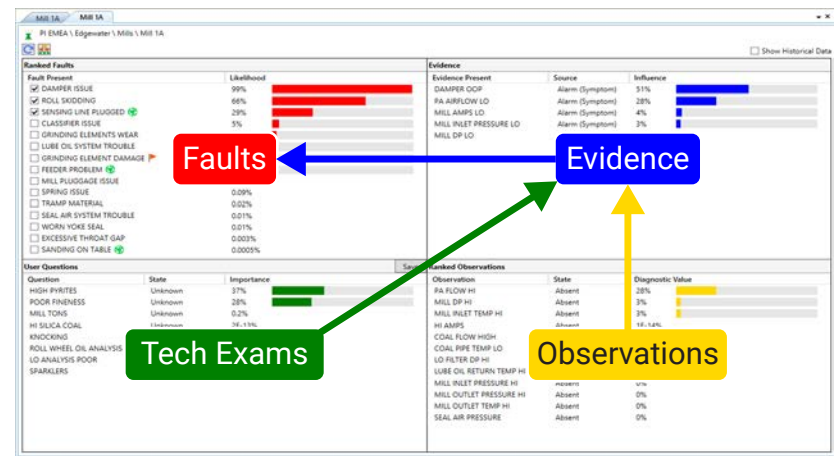 Mill 1A Mill 1A
PI EMEA \ Edgewater \ Mills \ Mill 1A
Show Historical Data
Ranked Faults
Fault Present Likelihood
DAMPER ISSUE 99%
ROLL SKIDDING 66%
SENSING LINE PLUGGED 29%
CLASSIFIER ISSUE 5%
GRINDING ELEMENTS WEAR
LUBE OIL SYSTEM TROUBLE
GRINDING ELEMENT DAMAGE
FEEDER PROBLEM
MILL PLUGGAGE ISSUE
SPRING ISSUE 0.09%
TRAMP MATERIAL 0.02%
SEAL AIR SYSTEM TROUBLE 0.01%
WORN YOKE SEAL 0.01%
EXCESSIVE THROAT GAP 0.003%
SANDING ON TABLE 0.0005%
Faults
Evidence
Evidence Present Source Influence
DAMPER OOP Alarm (Symptom) 51%
PA AIRFLOW LO Alarm (Symptom) 28%
MILL AMPS LO Alarm (Symptom) 4%
MILL INLET PRESSURE LO Alarm (Symptom) 3%
MILL DP LO
Evidence
User Questions
Question State Importance
HIGH PYRITES Unknown 37%
POOR FINENESS Unknown 28%
MILL TONS Unknown 0.2%
HI SILICA COAL Unknown 2E-13%
KNOCKING
ROLL WHEEL OIL ANALYSIS
LO ANALYSIS POOR
SPARKLERS
Tech Exams
Ranked Observations
Observation State Diagnostic Value
PA FLOW HI Absent 28%
MILL DP HI Absent 3%
MILL INLET TEMP HI Absent 3%
HI AMPS Absent 1E-14%
COAL FLOW HIGH
COAL PIPE TEMP LO
LO FILTER DP HI
LUBE OIL RETURN TEMP HI
MILL INLET PRESSURE HI Absent 0%
MILL OUTLET PRESSURE HI Absent 0%
MILL OUTLET TEMP HI Absent 0%
SEAL AIR PRESSURE Absent 0%
Observations